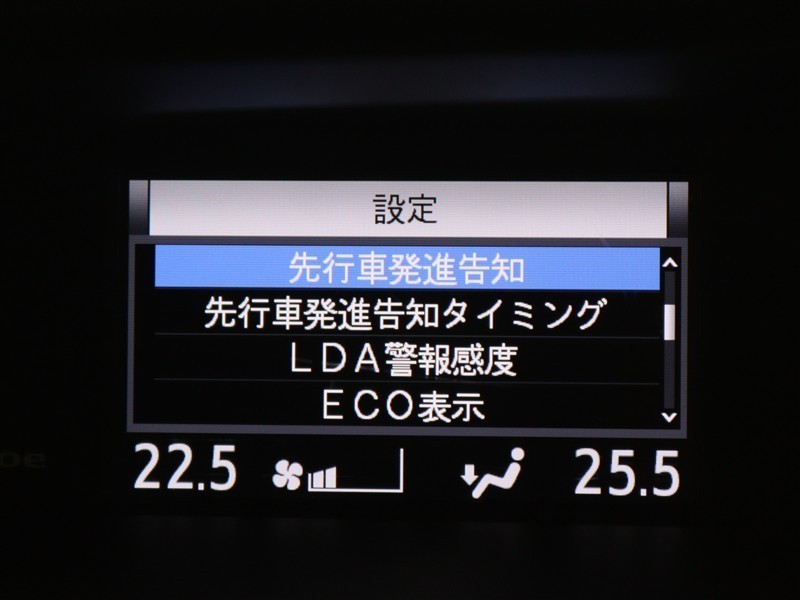 設定
先行車発進告知
先行車発進告知タイミング
ＬＤＡ警報感度
ＥＣＯ表示
22.5 25.5